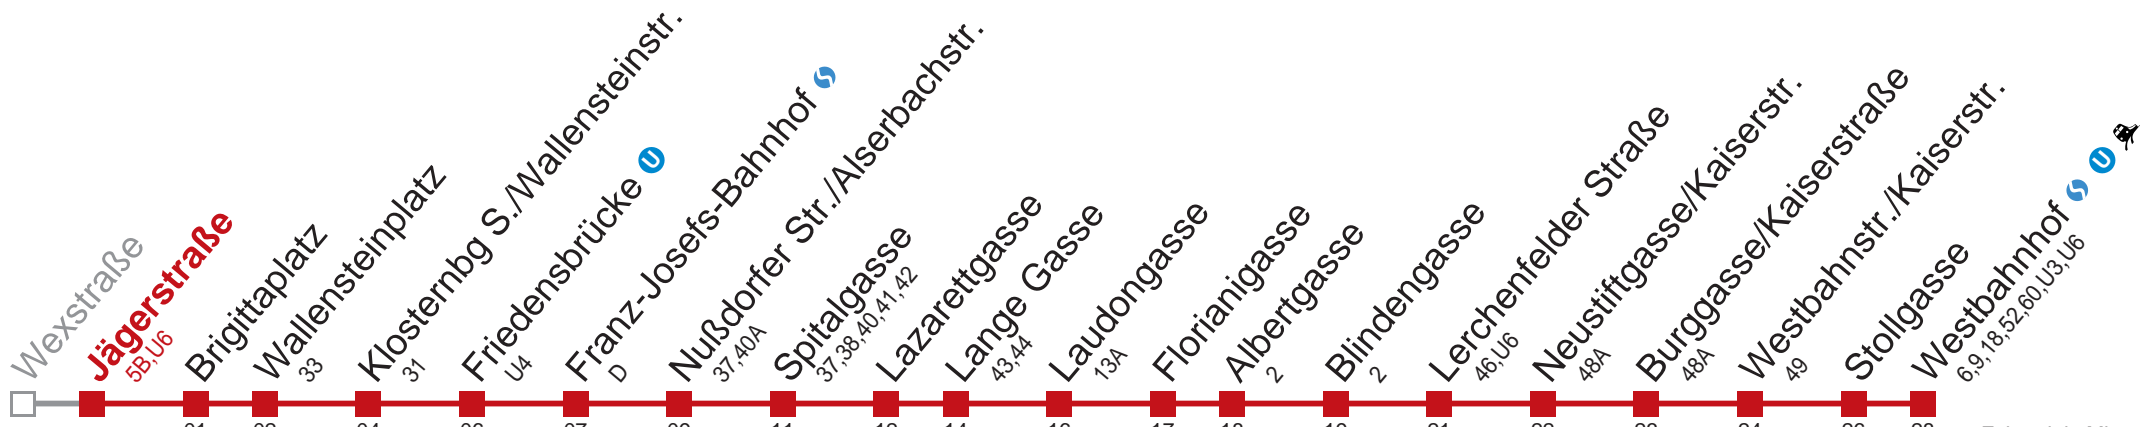 Wexstraße
Jägerstraße
5B,U6
Brigittaplatz
Wallensteinplatz
33
Klosternbg S./Wallensteinstr.
31
Friedensbrücke U
U4
Franz-Josefs-Bahnhof
D
Nußdorfer Str./Alserbachstr.
37,40A
Spitalgasse
37,38,40,41,42
Lazarettgasse
Lange Gasse
43,44
Laudongasse
13A
Florianigasse
Albertgasse
2
Blindengasse
2
Lerchenfelder Straße
46,U6
Neustiftgasse/Kaiserstr.
48A
Burggasse/Kaiserstraße
48A
Westbahnstr./Kaiserstr.
49
Stollgasse
Westbahnhof U
6,9,18,52,60,U3,U6